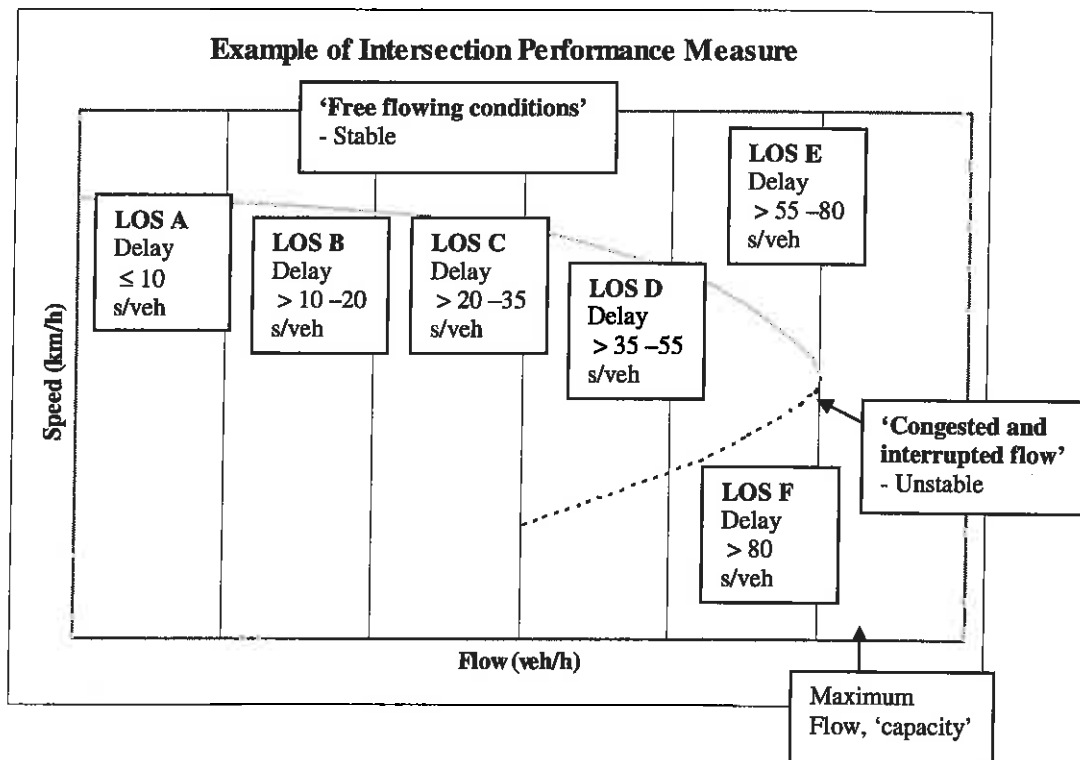 Example of Intersection Performance Measure
'Free flowing conditions'
- Stable
LOS A
Delay
≤ 10
s/veh
LOS B
Delay
> 10 –20
s/veh
LOS C
Delay
> 20 –35
s/veh
LOS D
Delay
> 35 –55
s/veh
LOS E
Delay
> 55 –80
s/veh
Speed (km/h)
'Congested and
interrupted flow'
- Unstable
LOS F
Delay
> 80
s/veh
Flow (veh/h)
Maximum
Flow, 'capacity'